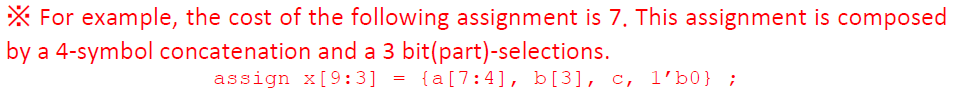 ※ For example, the cost of the following assignment is 7. This assignment is composed
by a 4-symbol concatenation and a 3 bit(part)-selections.
assign x[9:3] = {a[7:4], b[3], c, 1’b0} ;